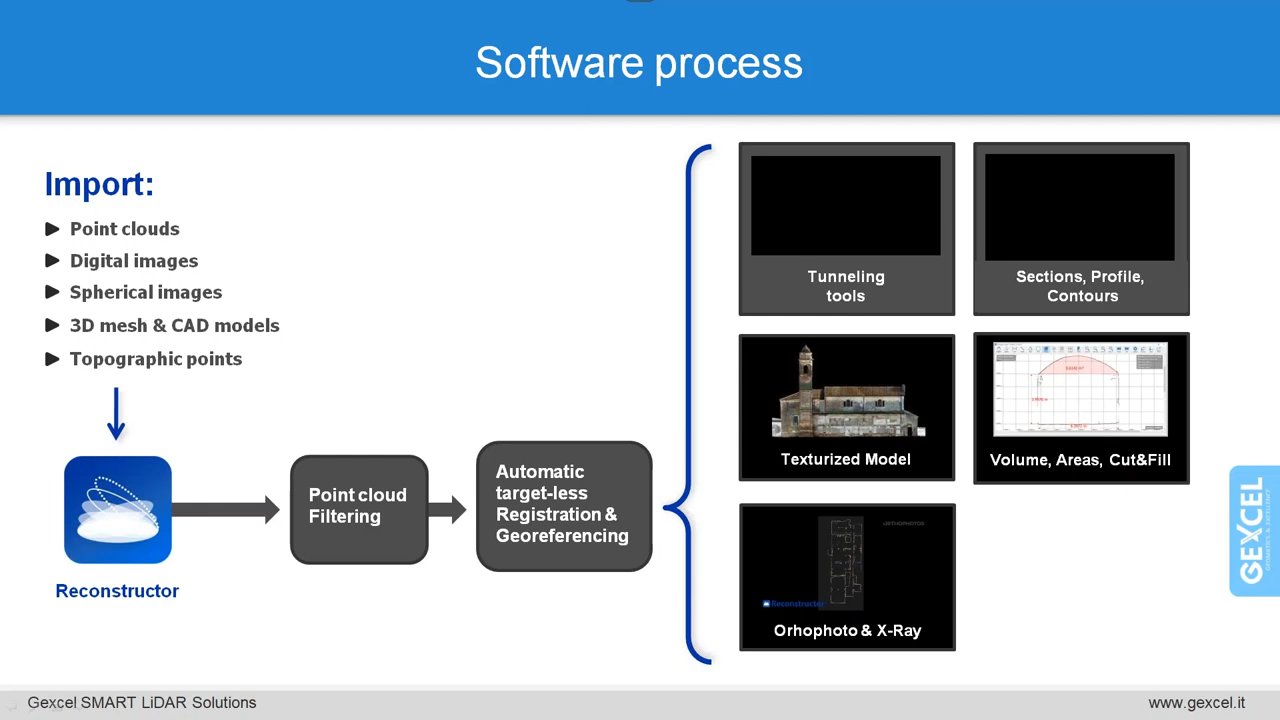 Software process
Import:
Point clouds
Digital images
Spherical images
3D mesh & CAD models
Topographic points
Reconstructor
Point cloud
Filtering
Automatic
target-less
Registration &
Georeferencing
Tunneling
tools
Sections, Profile,
Contours
Texturized Model
Volume, Areas, Cut&Fill
ORTHOPHOTOS
Reconstructor
Orhophoto & X-Ray
GEXCEL
Gexcel SMART LiDAR Solutions
www.gexcel.it